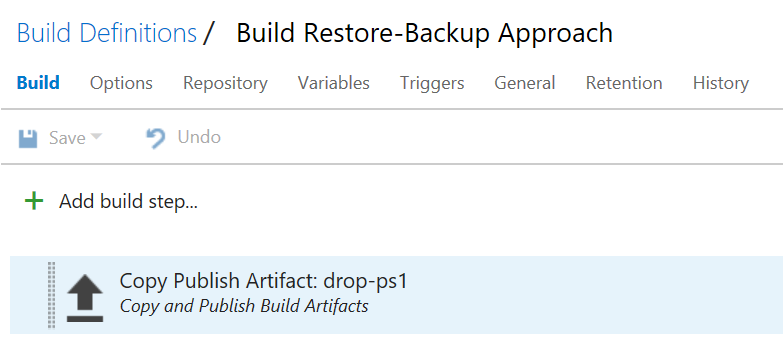 Build Definitions / Build Restore-Backup Approach
Build Options Repository Variables Triggers General Retention History
Save Undo
Add build step...
Copy Publish Artifact: drop-ps1
Copy and Publish Build Artifacts